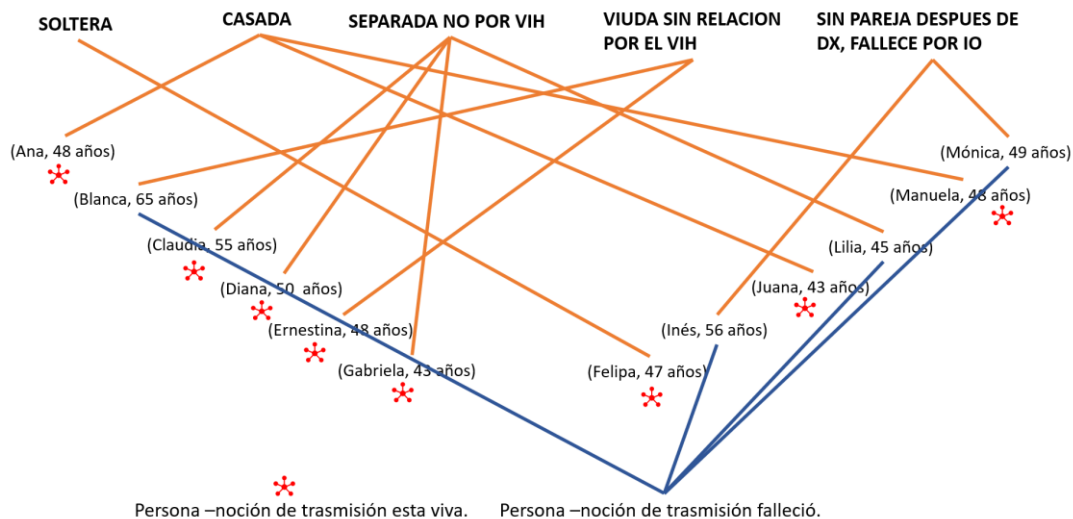 SOLTERA
CASADA
SEPARADA NO POR VIH
VIUDA SIN RELACION
POR EL VIH
SIN PAREJA DESPUES DE
DX, FALLECE POR IO
(Ana, 48 años)
(Mónica, 49 años)
(Blanca, 65 años)
(Manuela, 48 años)
(Claudia, 55 años)
(Lilia, 45 años)
(Diana, 50 años)
(Juana, 43 años)
(Ernestina, 48 años)
(Inés, 56 años)
(Gabriela, 43 años)
(Felipa, 47 años)
Persona –noción de trasmisión esta viva.
Persona –noción de trasmisión falleció.